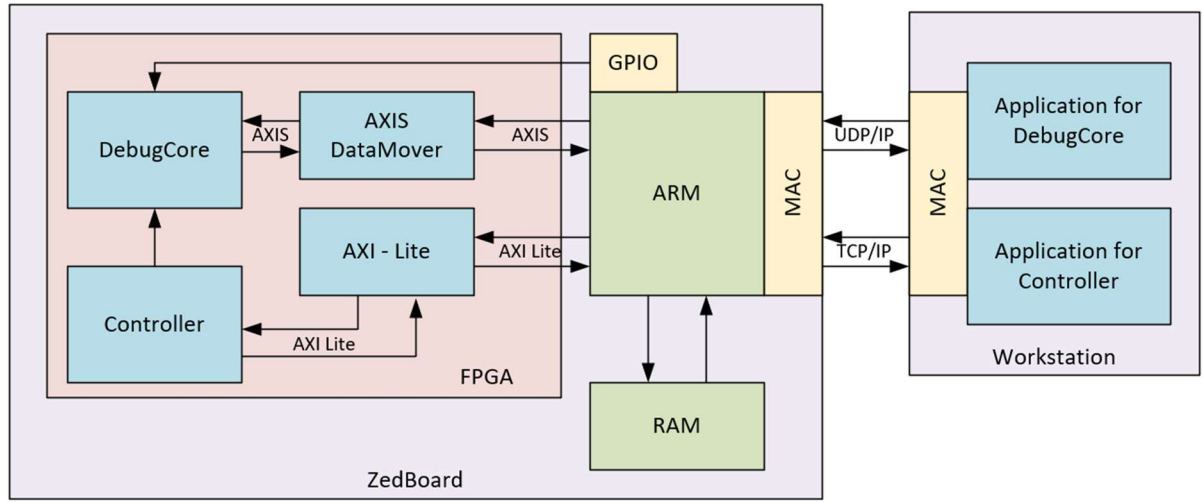 GPIO
DebugCore
AXIS
AXIS
DataMover
AXIS
ARM
MAC
UDP/IP
MAC
Application for
DebugCore
AXI - Lite
AXI Lite
TCP/IP
Application for
Controller
Controller
AXI Lite
FPGA
RAM
Workstation
ZedBoard